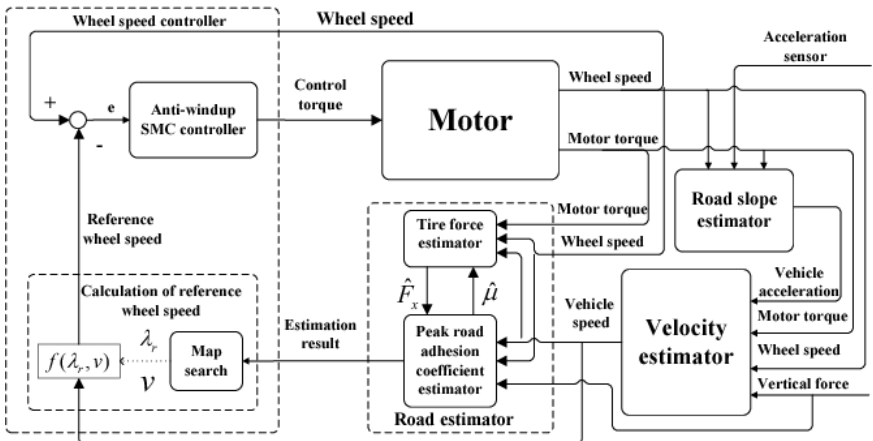 Wheel speed controller
Wheel speed
Acceleration
sensor
Wheel speed
+
e
-
Anti-windup
SMC controller
Control
torque
Motor
Motor torque
Reference
wheel speed
Motor torque
Wheel speed
Tire force
estimator
Road slope
estimator
F̂x
μ̂
Vehicle
acceleration
Motor torque
Wheel speed
Vertical force
Velocity
estimator
Vehicle
speed
Calculation of reference
wheel speed
Estimation
result
f(λr,v)
λr
v
Map
search
Peak road
adhesion
coefficient
estimator
Road estimator